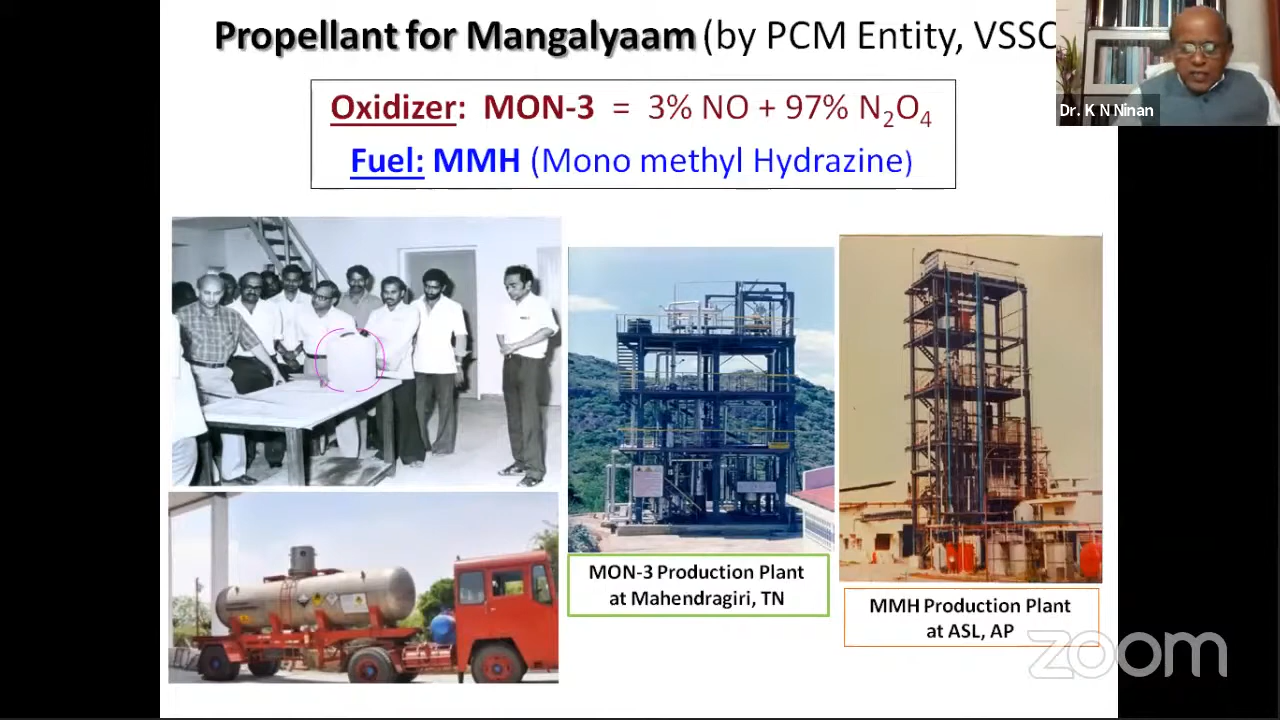 Propellant for Mangalyaam (by PCM Entity, VSSC
Dr. K N Ninan
Oxidizer: MON-3 = 3% NO + 97% N₂O₄
Fuel: MMH (Mono methyl Hydrazine)
MON-3 Production Plant
at Mahendragiri, TN
MMH Production Plant
at ASL, AP
zoom